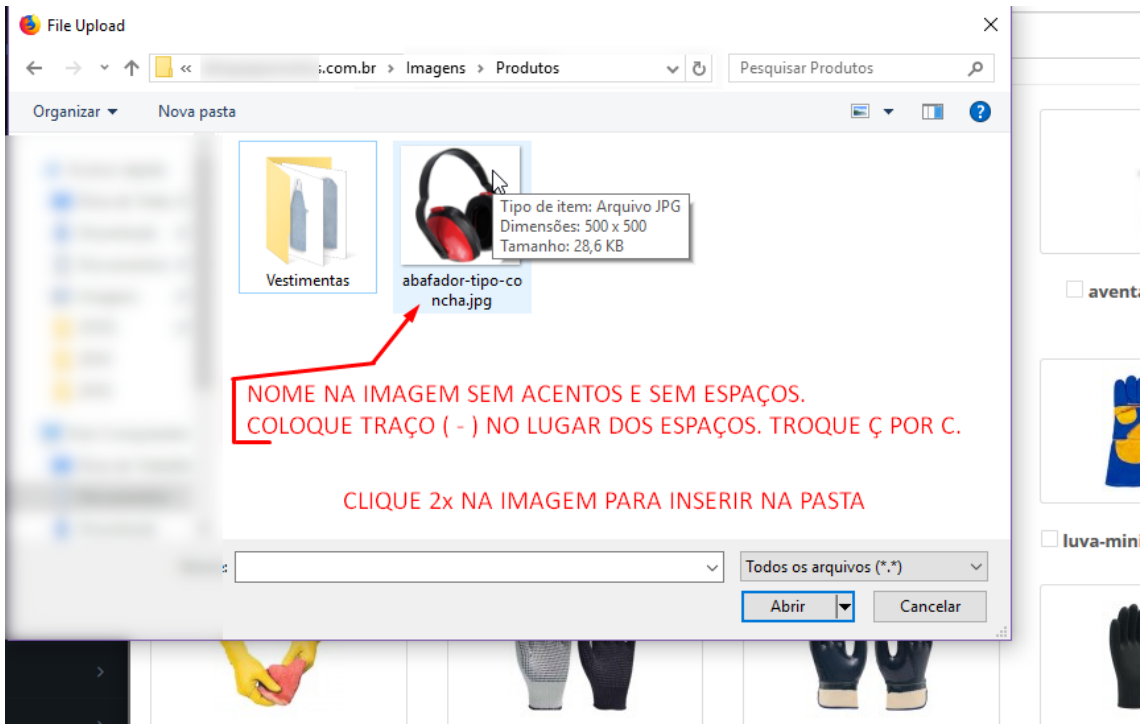 File Upload
« s.com.br > Imagens > Produtos
Pesquisar Produtos
Organizar
Nova pasta
Tipo de item: Arquivo JPG
Dimensões: 500 x 500
Tamanho: 28,6 KB
Vestimentas
abafador-tipo-co
ncha.jpg
NOME NA IMAGEM SEM ACENTOS E SEM ESPAÇOS.
COLOQUE TRAÇO ( - ) NO LUGAR DOS ESPAÇOS. TROQUE Ç POR C.
CLIQUE 2x NA IMAGEM PARA INSERIR NA PASTA
Todos os arquivos (*.*)
Abrir
Cancelar
aventa
luva-mini